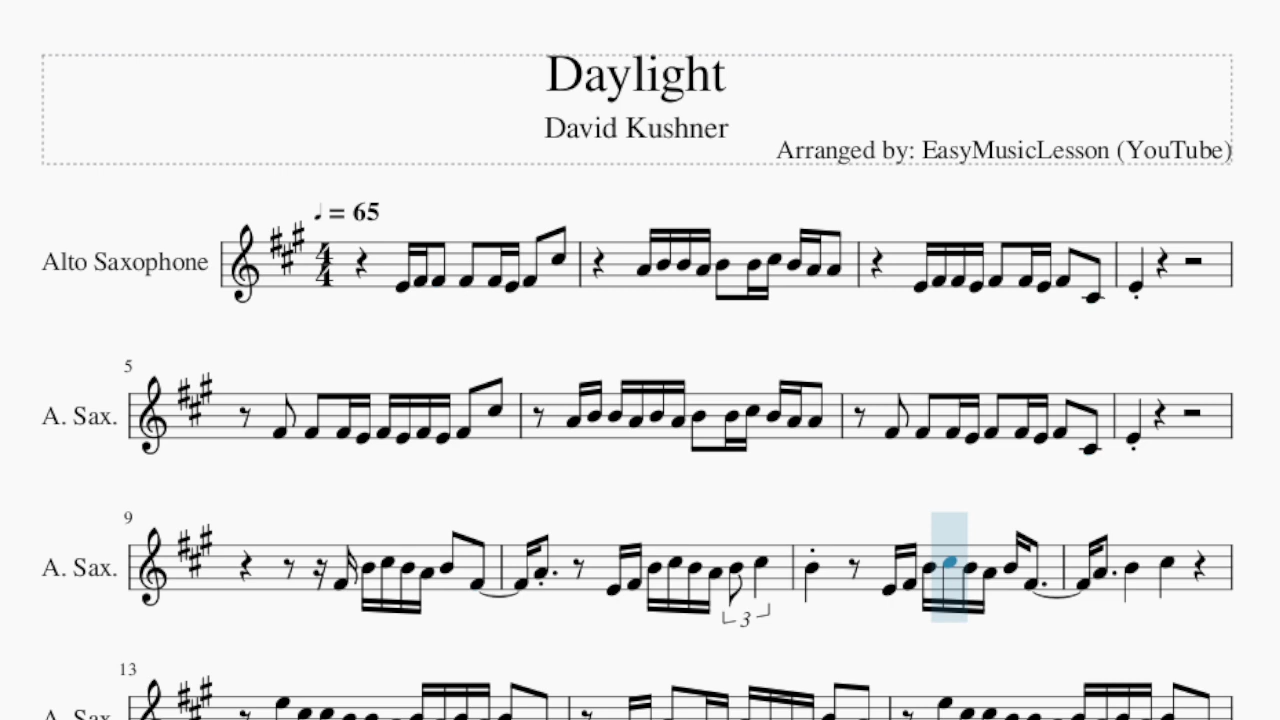 Daylight
David Kushner
Arranged by: EasyMusicLesson (YouTube)
♩ = 65
Alto Saxophone
4
4
5
A. Sax.
9
A. Sax.
3
13
A. Sax.